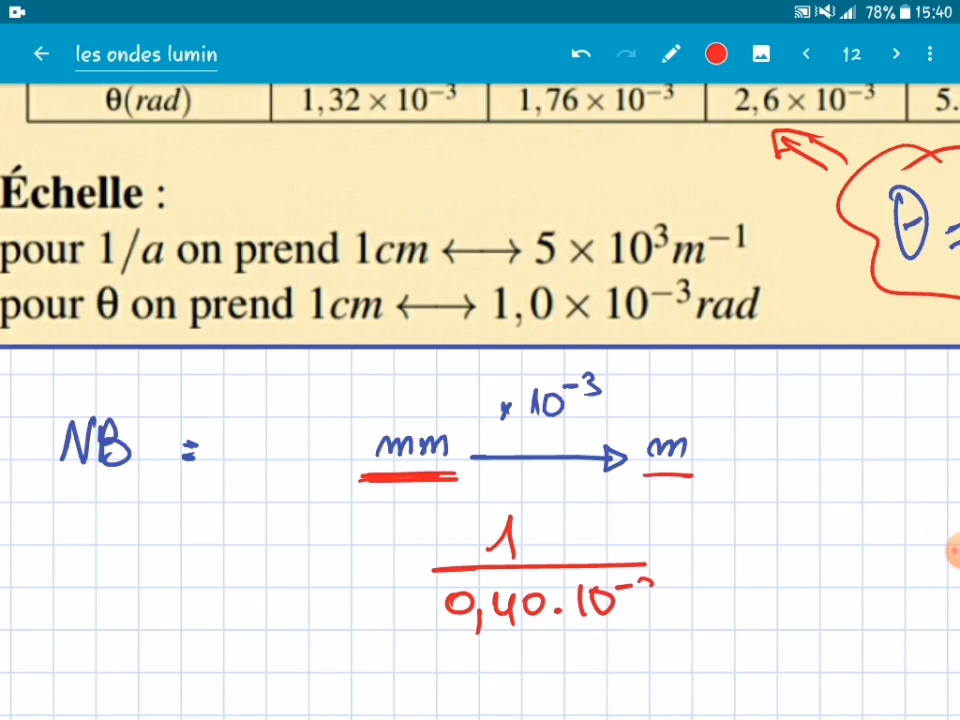 78% 15:40
les ondes lumin 12
θ(rad) 1,32 × 10⁻³ 1,76 × 10⁻³ 2,6 × 10⁻³ 5.
Échelle :
pour 1/a on prend 1cm ⟷ 5 × 10³m⁻¹
pour θ on prend 1cm ⟷ 1,0 × 10⁻³rad
θ =
× 10⁻³
NB : mm → m
1
0,40.10⁻